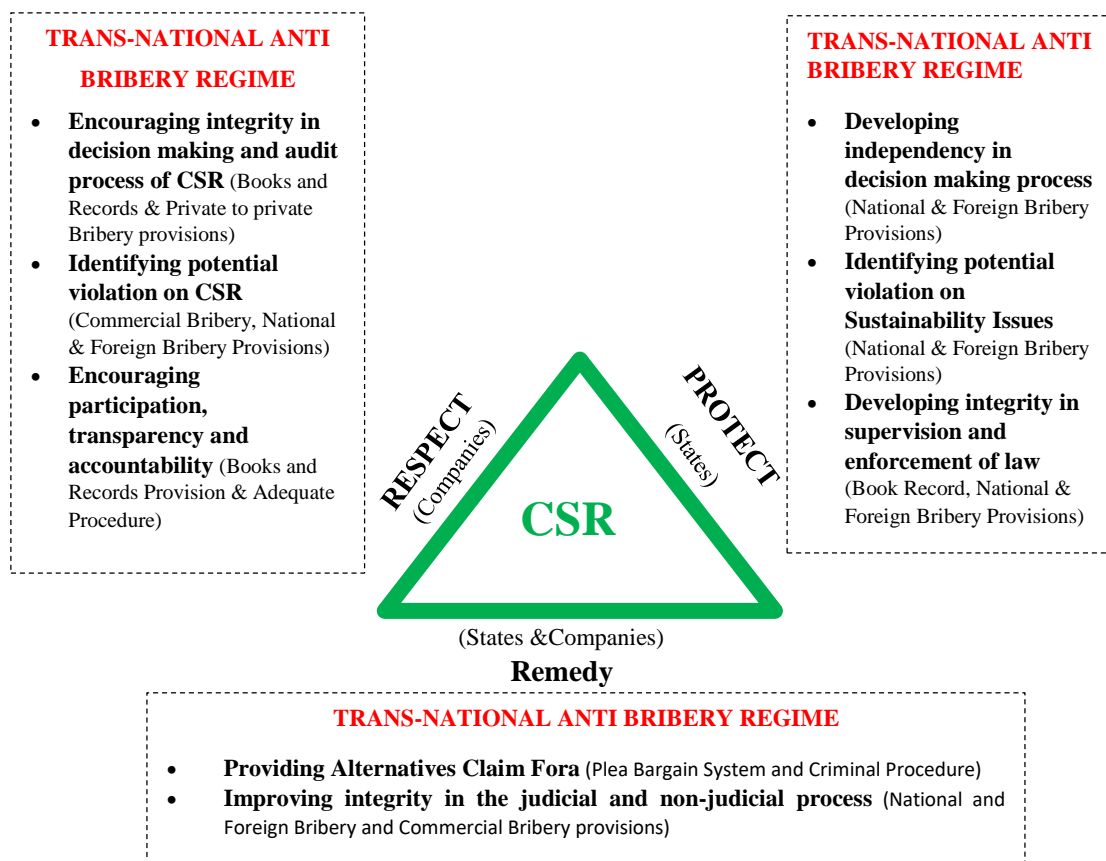 TRANS-NATIONAL ANTI
BRIBERY REGIME
• Encouraging integrity in
decision making and audit
process of CSR (Books and
Records & Private to private
Bribery provisions)
• Identifying potential
violation on CSR
(Commercial Bribery, National
& Foreign Bribery Provisions)
• Encouraging
participation,
transparency and
accountability (Books and
Records Provision & Adequate
Procedure)
TRANS-NATIONAL ANTI
BRIBERY REGIME
• Developing
independency in
decision making process
(National & Foreign Bribery
Provisions)
• Identifying potential
violation on
Sustainability Issues
(National & Foreign Bribery
Provisions)
• Developing integrity in
supervision and
enforcement of law
(Book Record, National &
Foreign Bribery Provisions)
RESPECT
(Companies)
PROTECT
(States)
CSR
(States &Companies)
Remedy
TRANS-NATIONAL ANTI BRIBERY REGIME
• Providing Alternatives Claim Fora (Plea Bargain System and Criminal Procedure)
• Improving integrity in the judicial and non-judicial process (National and
Foreign Bribery and Commercial Bribery provisions)